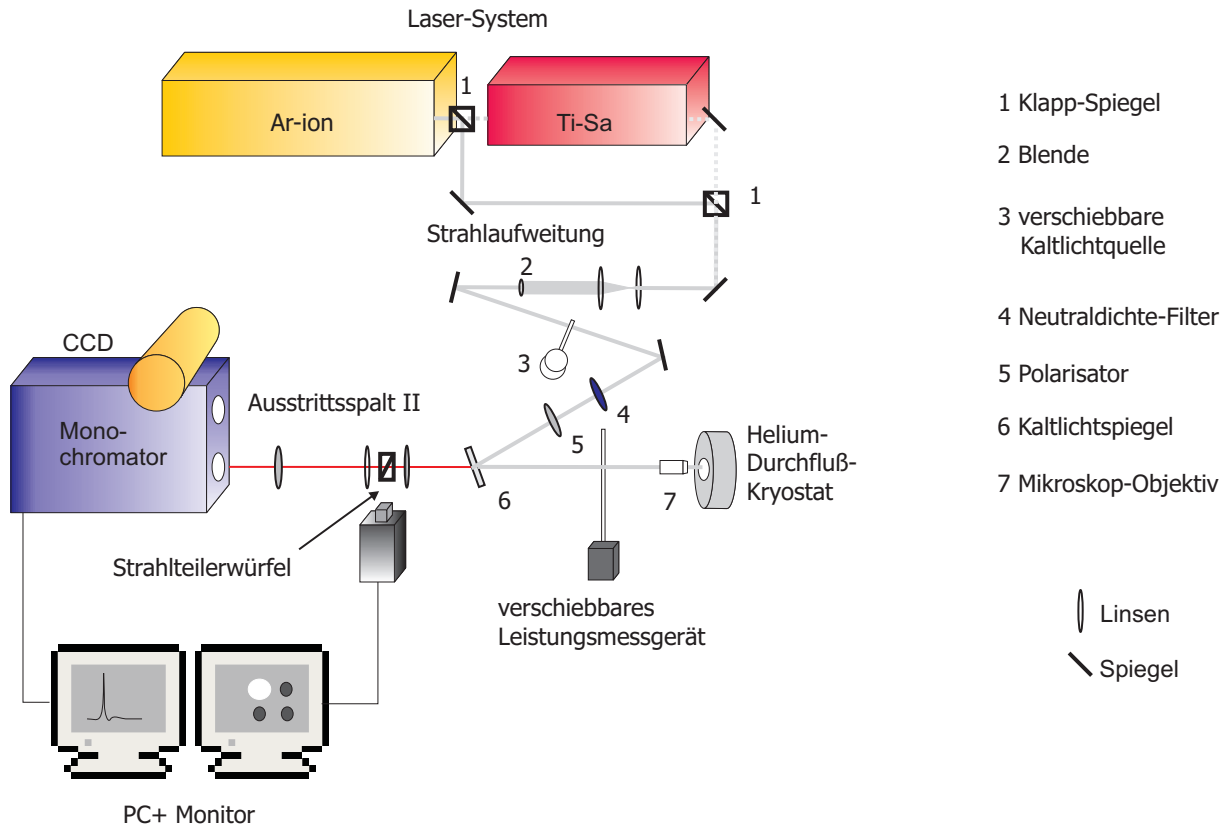 Laser-System
1
Ar-ion
Ti-Sa
1
Strahlaufweitung
2
3
CCD
Mono-
chromator
Ausstrittsspalt II
4
5
6
7
Helium-
Durchfluß-
Kryostat
Strahlteilerwürfel
verschiebbares
Leistungsmessgerät
PC+ Monitor
1 Klapp-Spiegel
2 Blende
3 verschiebbare
Kaltlichtquelle
4 Neutraldichte-Filter
5 Polarisator
6 Kaltlichtspiegel
7 Mikroskop-Objektiv
Linsen
Spiegel